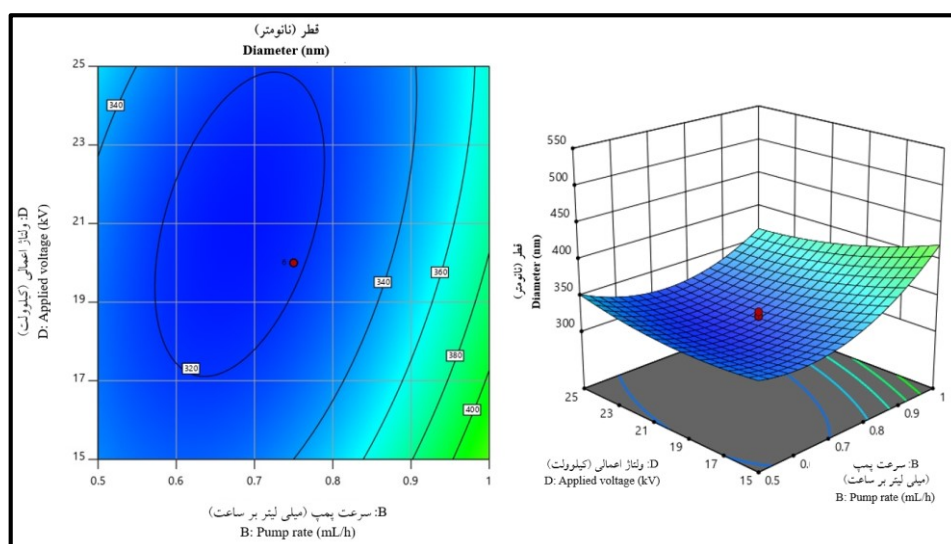 قطر (نانومتر)
Diameter (nm)
25
23
21
19
17
15
D: ولتاژ اعمالی (کیلوولت)
D: Applied voltage (kV)
340
320
340
360
380
400
0.5
0.6
0.7
0.8
0.9
1
B: سرعت پمپ (میلی لیتر بر ساعت)
B: Pump rate (mL/h)
قطر (نانومتر)
Diameter (nm)
550
500
450
400
350
300
25
23
21
19
17
15
0.5
0.7
0.8
0.9
1
D: ولتاژ اعمالی (کیلوولت)
D: Applied voltage (kV)
B: سرعت پمپ
(میلی لیتر بر ساعت)
B: Pump rate (mL/h)